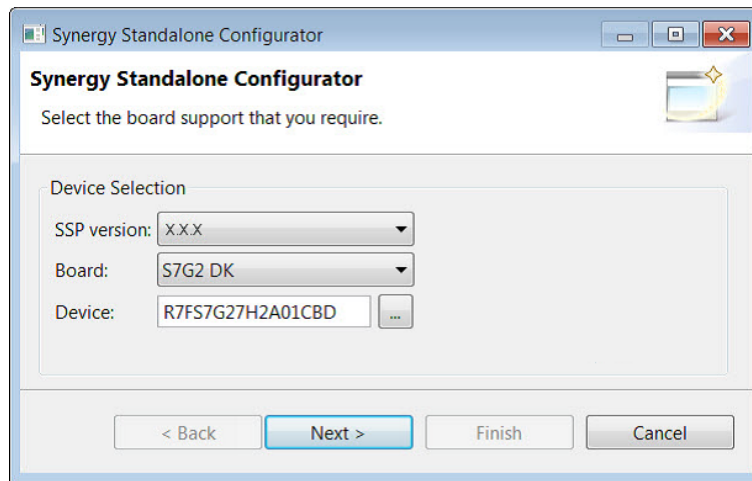 Synergy Standalone Configurator
Synergy Standalone Configurator
Select the board support that you require.
Device Selection
SSP version: X.X.X
Board: S7G2 DK
Device: R7FS7G27H2A01CBD ...
< Back Next > Finish Cancel